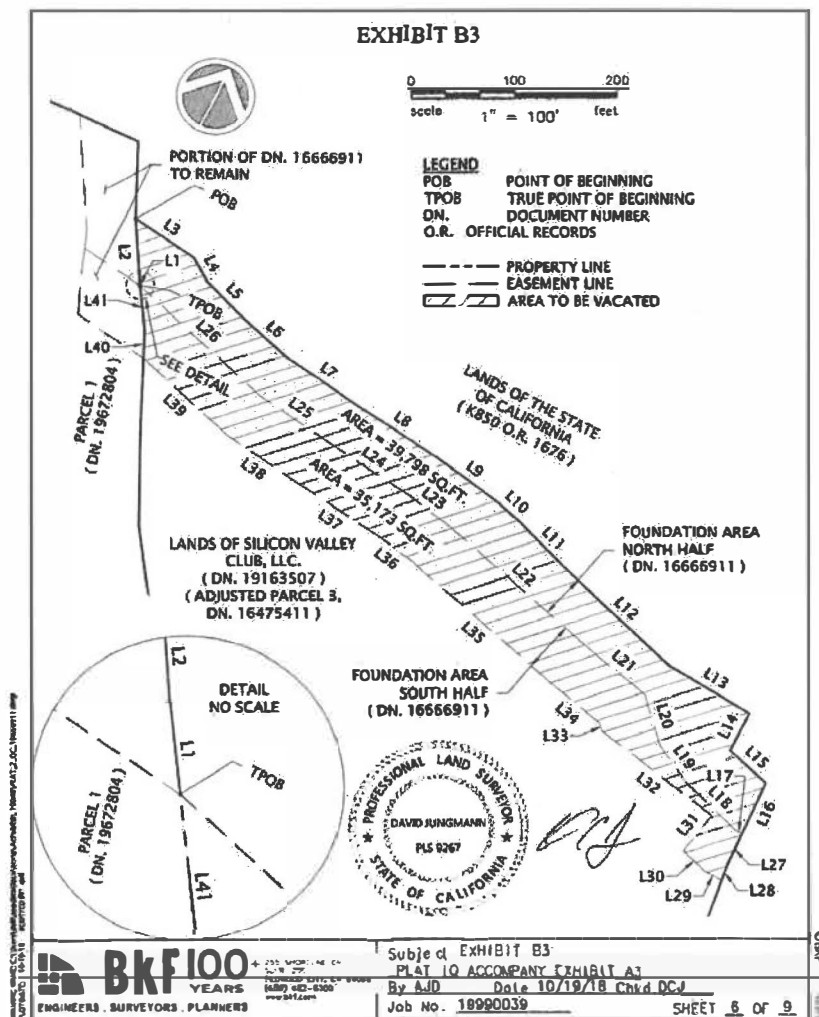 EXHIBIT B3
0 100 200
scale 1" = 100' feet
PORTION OF DN. 16666911
TO REMAIN
POB
LEGEND
POB POINT OF BEGINNING
TPOB TRUE POINT OF BEGINNING
DN. DOCUMENT NUMBER
O.R. OFFICIAL RECORDS
PROPERTY LINE
EASEMENT LINE
AREA TO BE VACATED
L3
L2
L1
L4
L41
L5
TPOB
L26
L6
L40
SEE DETAIL
L7
PARCEL 1
( DN. 19672804 )
L39
L25
L8
LANDS OF THE STATE
OF CALIFORNIA
( K850 O.R. 1676 )
AREA = 39,798 SQ.FT.
L24
L23
AREA = 35,173 SQ.FT.
L9
L10
L38
L37
L36
L11
L22
FOUNDATION AREA
NORTH HALF
( DN. 16666911 )
LANDS OF SILICON VALLEY
CLUB, LLC.
( DN. 19163507 )
( ADJUSTED PARCEL 3,
DN. 16475411 )
L12
L35
L21
L13
FOUNDATION AREA
SOUTH HALF
( DN. 16666911 )
L34
L33
L20
L14
L15
L19
L17
L18
L16
L32
L31
L30
L29
L27
L28
DETAIL
NO SCALE
L2
L1
TPOB
PARCEL 1
( DN. 19672804 )
L41
PROFESSIONAL LAND SURVEYOR
DAVID JUNGMANN
PLS 9267
STATE OF CALIFORNIA
BKF 100+
YEARS
ENGINEERS . SURVEYORS . PLANNERS
www.bkf.com
Subject EXHIBIT B3
PLAT TO ACCOMPANY EXHIBIT A3
By AJD Date 10/19/18 Chkd DCJ
Job No. 18990039
SHEET 6 OF 9